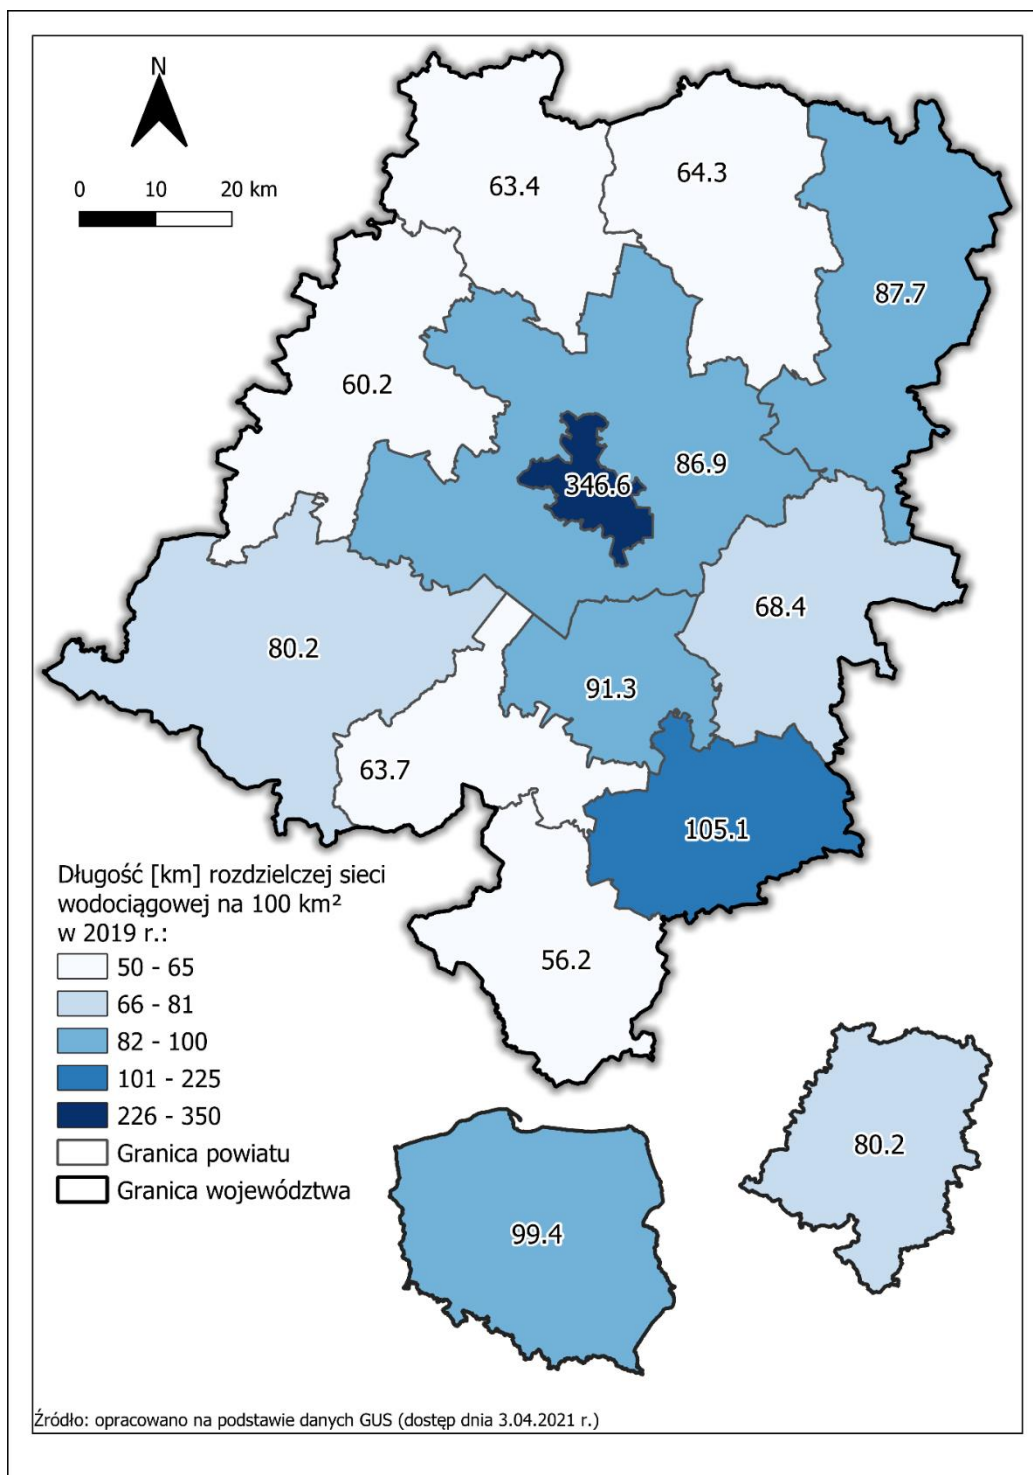 N
0 10 20 km
63.4
64.3
87.7
60.2
86.9
346.6
68.4
80.2
91.3
63.7
105.1
56.2
Długość [km] rozdzielczej sieci
wodociągowej na 100 km²
w 2019 r.:
50 - 65
66 - 81
82 - 100
101 - 225
226 - 350
Granica powiatu
Granica województwa
80.2
99.4
Źródło: opracowano na podstawie danych GUS (dostęp dnia 3.04.2021 r.)